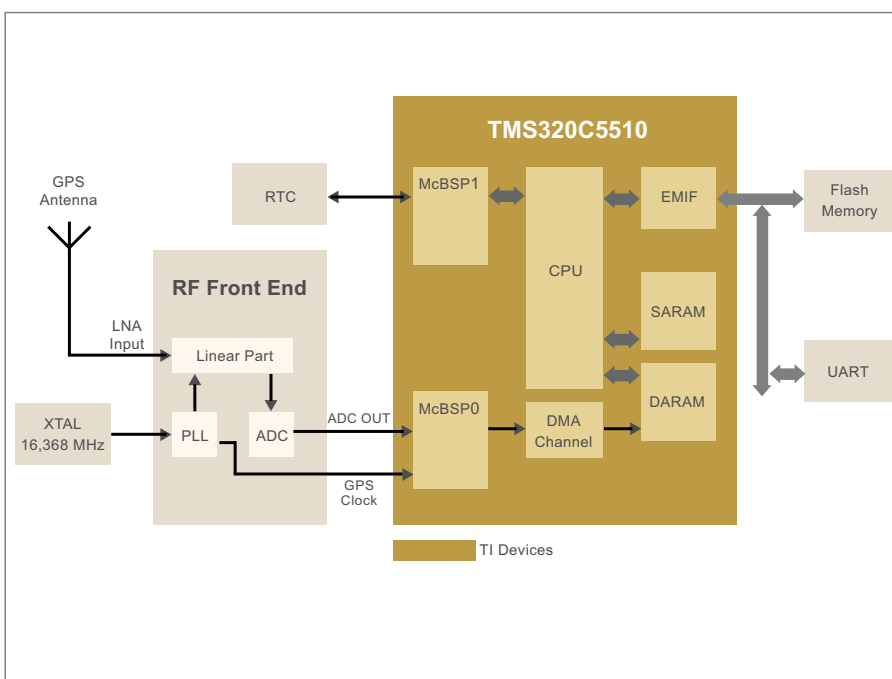 TMS320C5510
GPS
Antenna
RTC
McBSP1
CPU
EMIF
Flash
Memory
RF Front End
LNA
Input
Linear Part
SARAM
UART
XTAL
16,368 MHz
PLL
ADC
ADC OUT
McBSP0
DMA
Channel
DARAM
GPS
Clock
TI Devices